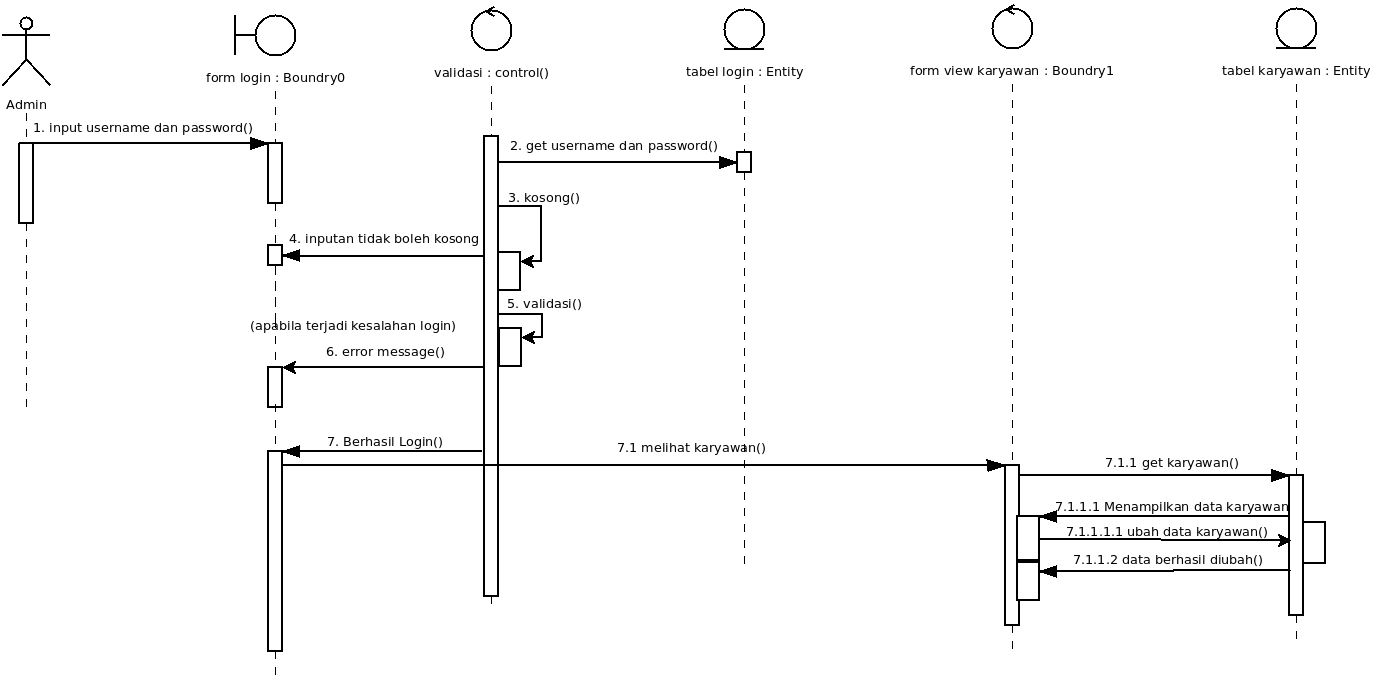 form login : Boundry0
validasi : control()
tabel login : Entity
form view karyawan : Boundry1
tabel karyawan : Entity
Admin
1. input username dan password()
2. get username dan password()
3. kosong()
4. inputan tidak boleh kosong
5. validasi()
(apabila terjadi kesalahan login)
6. error message()
7. Berhasil Login()
7.1 melihat karyawan()
7.1.1 get karyawan()
7.1.1.1 Menampilkan data karyawan
7.1.1.1.1 ubah data karyawan()
7.1.1.2 data berhasil diubah()